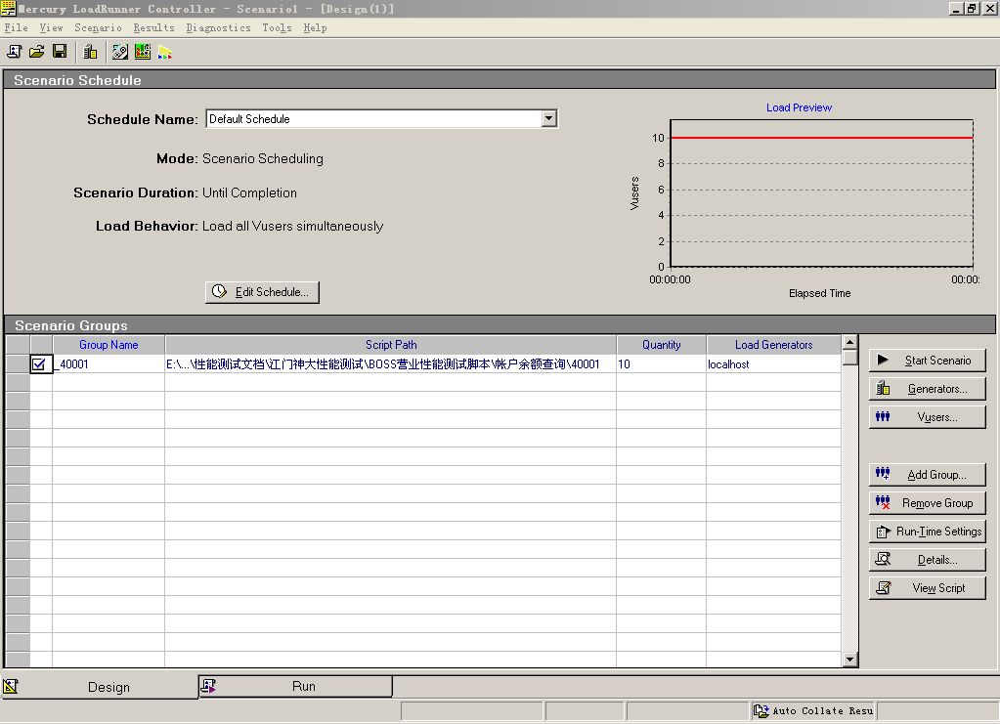 Mercury LoadRunner Controller - Scenario1 - [Design(1)]
File View Scenario Results Diagnostics Tools Help
Scenario Schedule
Schedule Name: Default Schedule
Mode: Scenario Scheduling
Scenario Duration: Until Completion
Load Behavior: Load all Vusers simultaneously
Edit Schedule...
Load Preview
Vusers
10
8
6
4
2
0
00:00:00 00:00:
Elapsed Time
Scenario Groups
Group Name Script Path Quantity Load Generators
_40001 E:\...\性能测试文档\江门神大性能测试\BOSS营业性能测试脚本\帐户余额查询\40001 10 localhost
Start Scenario
Generators...
Vusers...
Add Group...
Remove Group
Run-Time Settings
Details...
View Script
Design Run
Auto Collate Resu